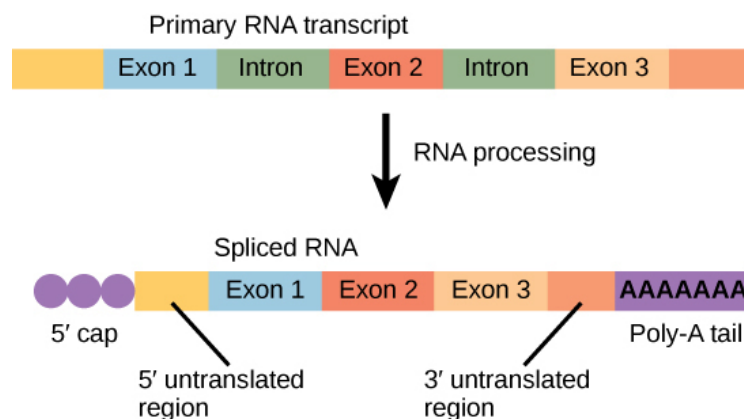 Primary RNA transcript
Exon 1 Intron Exon 2 Intron Exon 3
RNA processing
Spliced RNA
Exon 1 Exon 2 Exon 3 AAAAAAA
5′ cap Poly-A tail
5′ untranslated region
3′ untranslated region